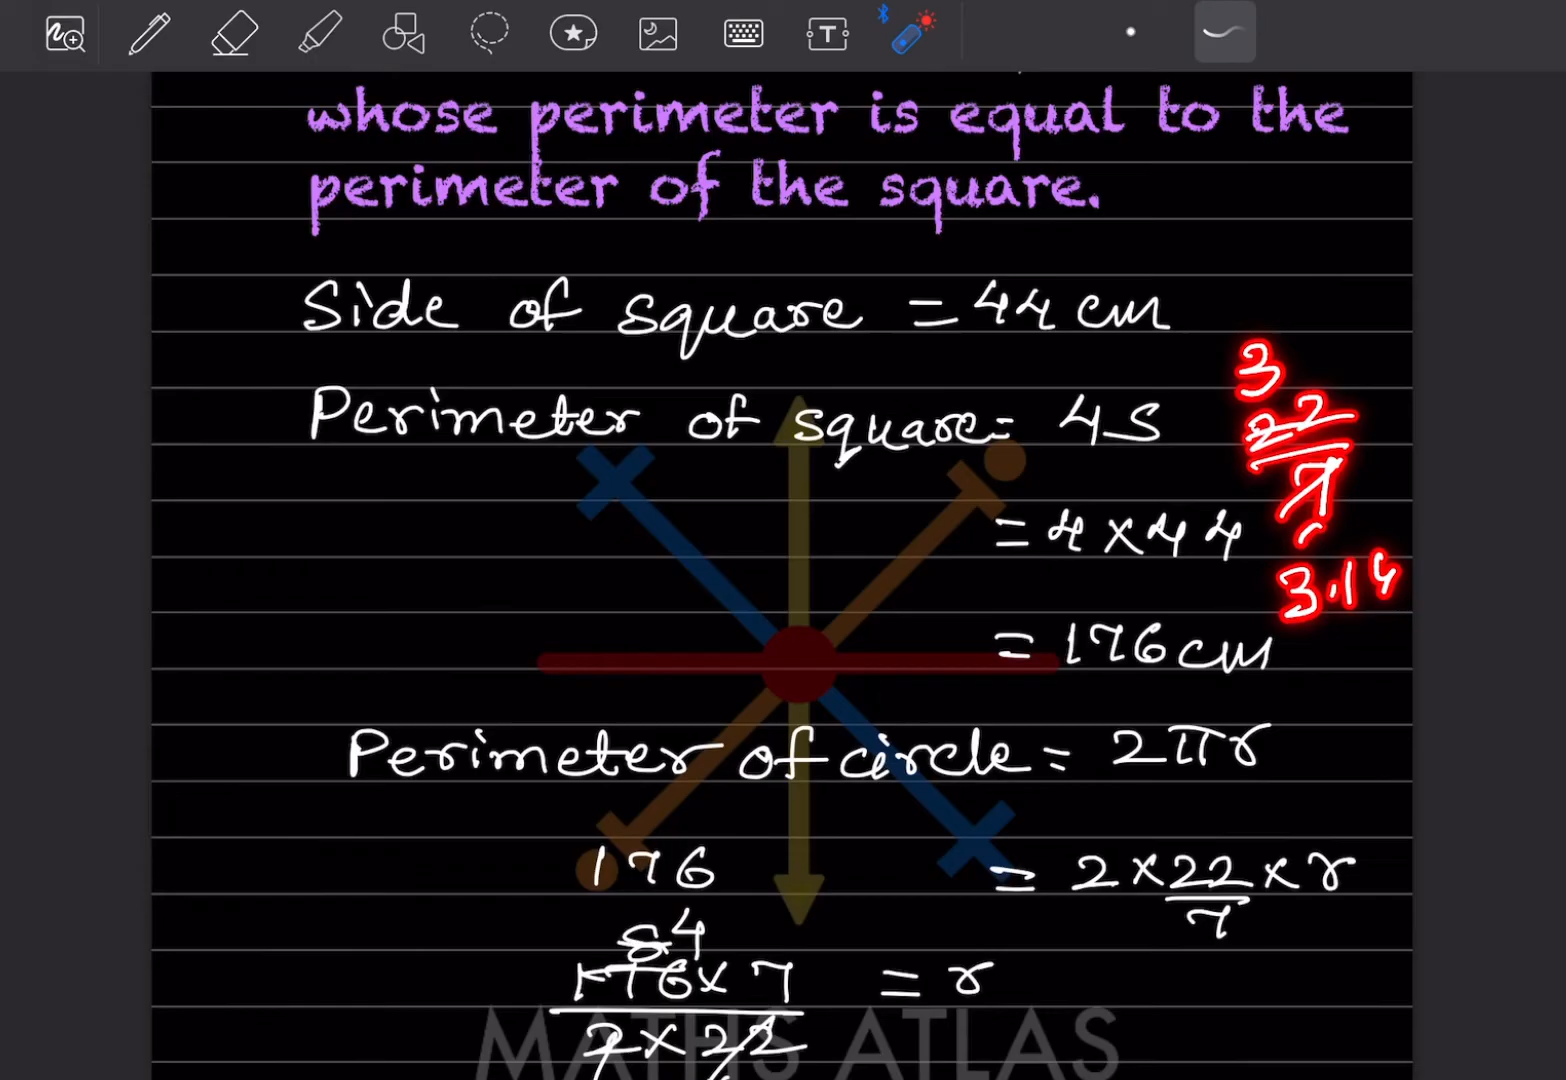 whose perimeter is equal to the
perimeter of the square.
Side of square = 44 cm
Perimeter of square = 4S
= 4 × 44
= 176 cm
3
22
7
3.14
Perimeter of circle = 2πr
176 = 2 × 22/7 × r
84
176 × 7 = r
2 × 22
MATHS ATLAS